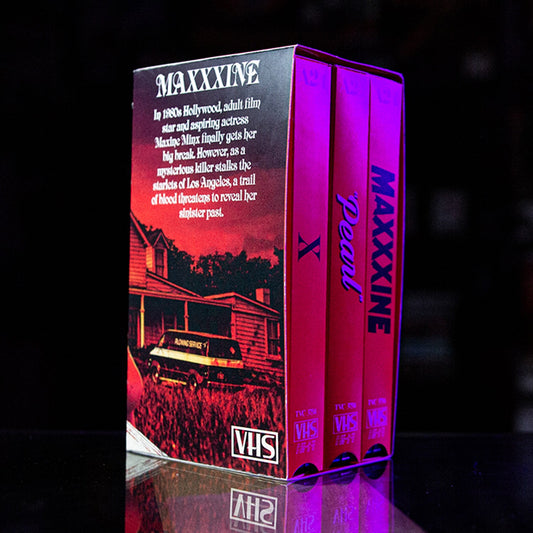 MAXXXINE
In 1980s Hollywood, adult film
star and aspiring actress
Maxine Minx finally gets her
big break. However, as a
mysterious killer stalks the
starlets of Los Angeles, a trail
of blood threatens to reveal her
sinister past.
PLOWING SERVICE
VHS
X
"Pearl"
MAXXXINE
VHS
VHS
VHS